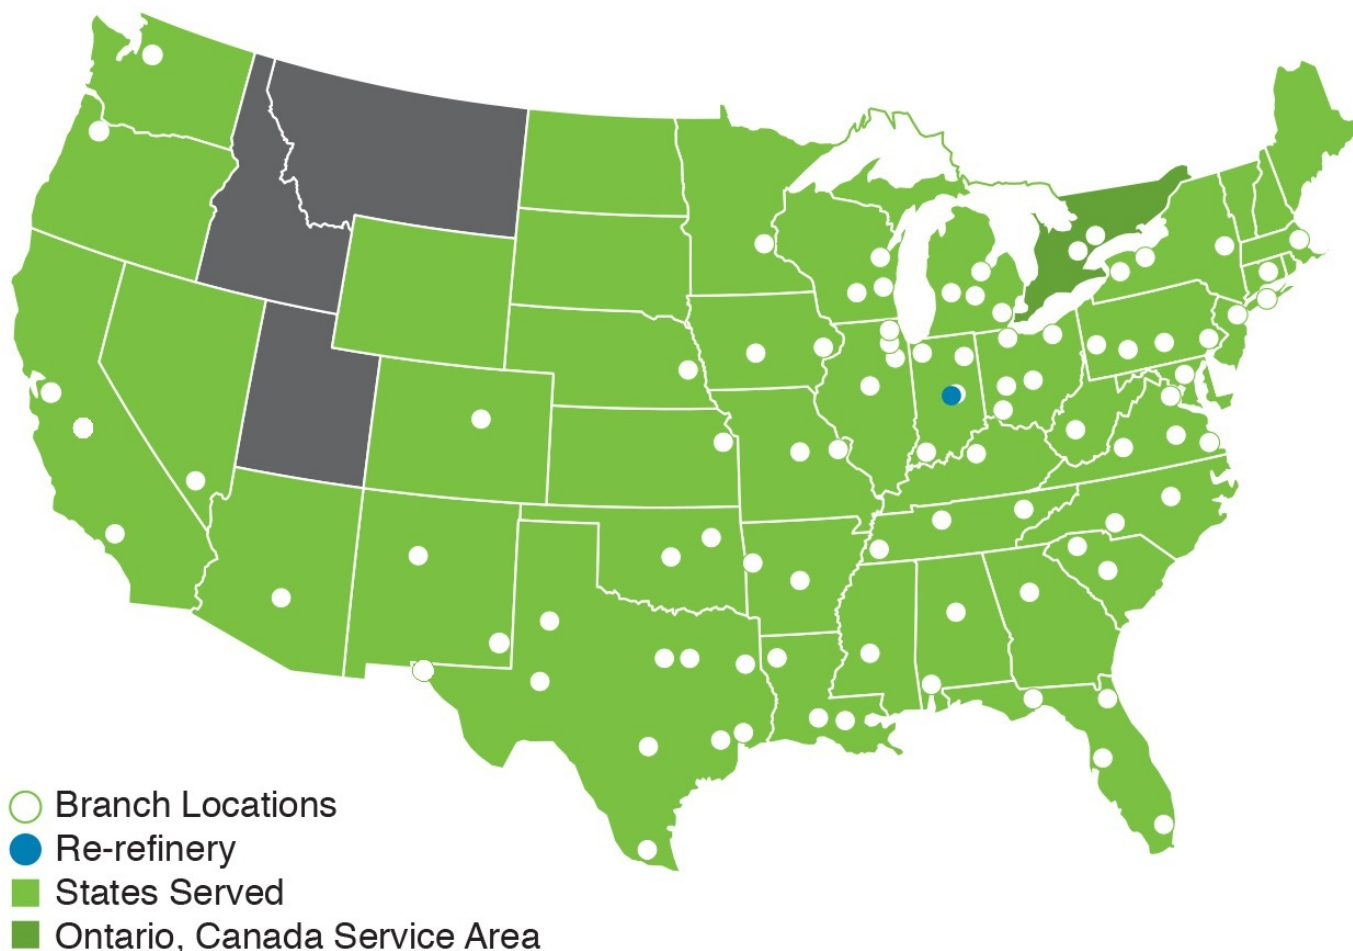 Branch Locations
Re-refinery
States Served
Ontario, Canada Service Area